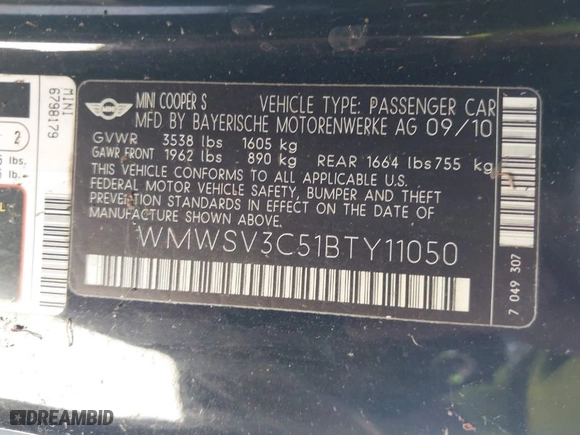 MINI COOPER S VEHICLE TYPE: PASSENGER CAR
MFD BY BAYERISCHE MOTORENWERKE AG 09/10
GVWR 3538 lbs 1605 kg
GAWR FRONT 1962 lbs 890 kg REAR 1664 lbs 755 kg
THIS VEHICLE CONFORMS TO ALL APPLICABLE U.S.
FEDERAL MOTOR VEHICLE SAFETY, BUMPER AND THEFT
PREVENTION STANDARDS IN EFFECT ON THE DATE OF
MANUFACTURE SHOWN ABOVE.
WMWSV3C51BTY11050
7 049 307
MINI
6798179
2
lbs.
lbs.
DREAMBID